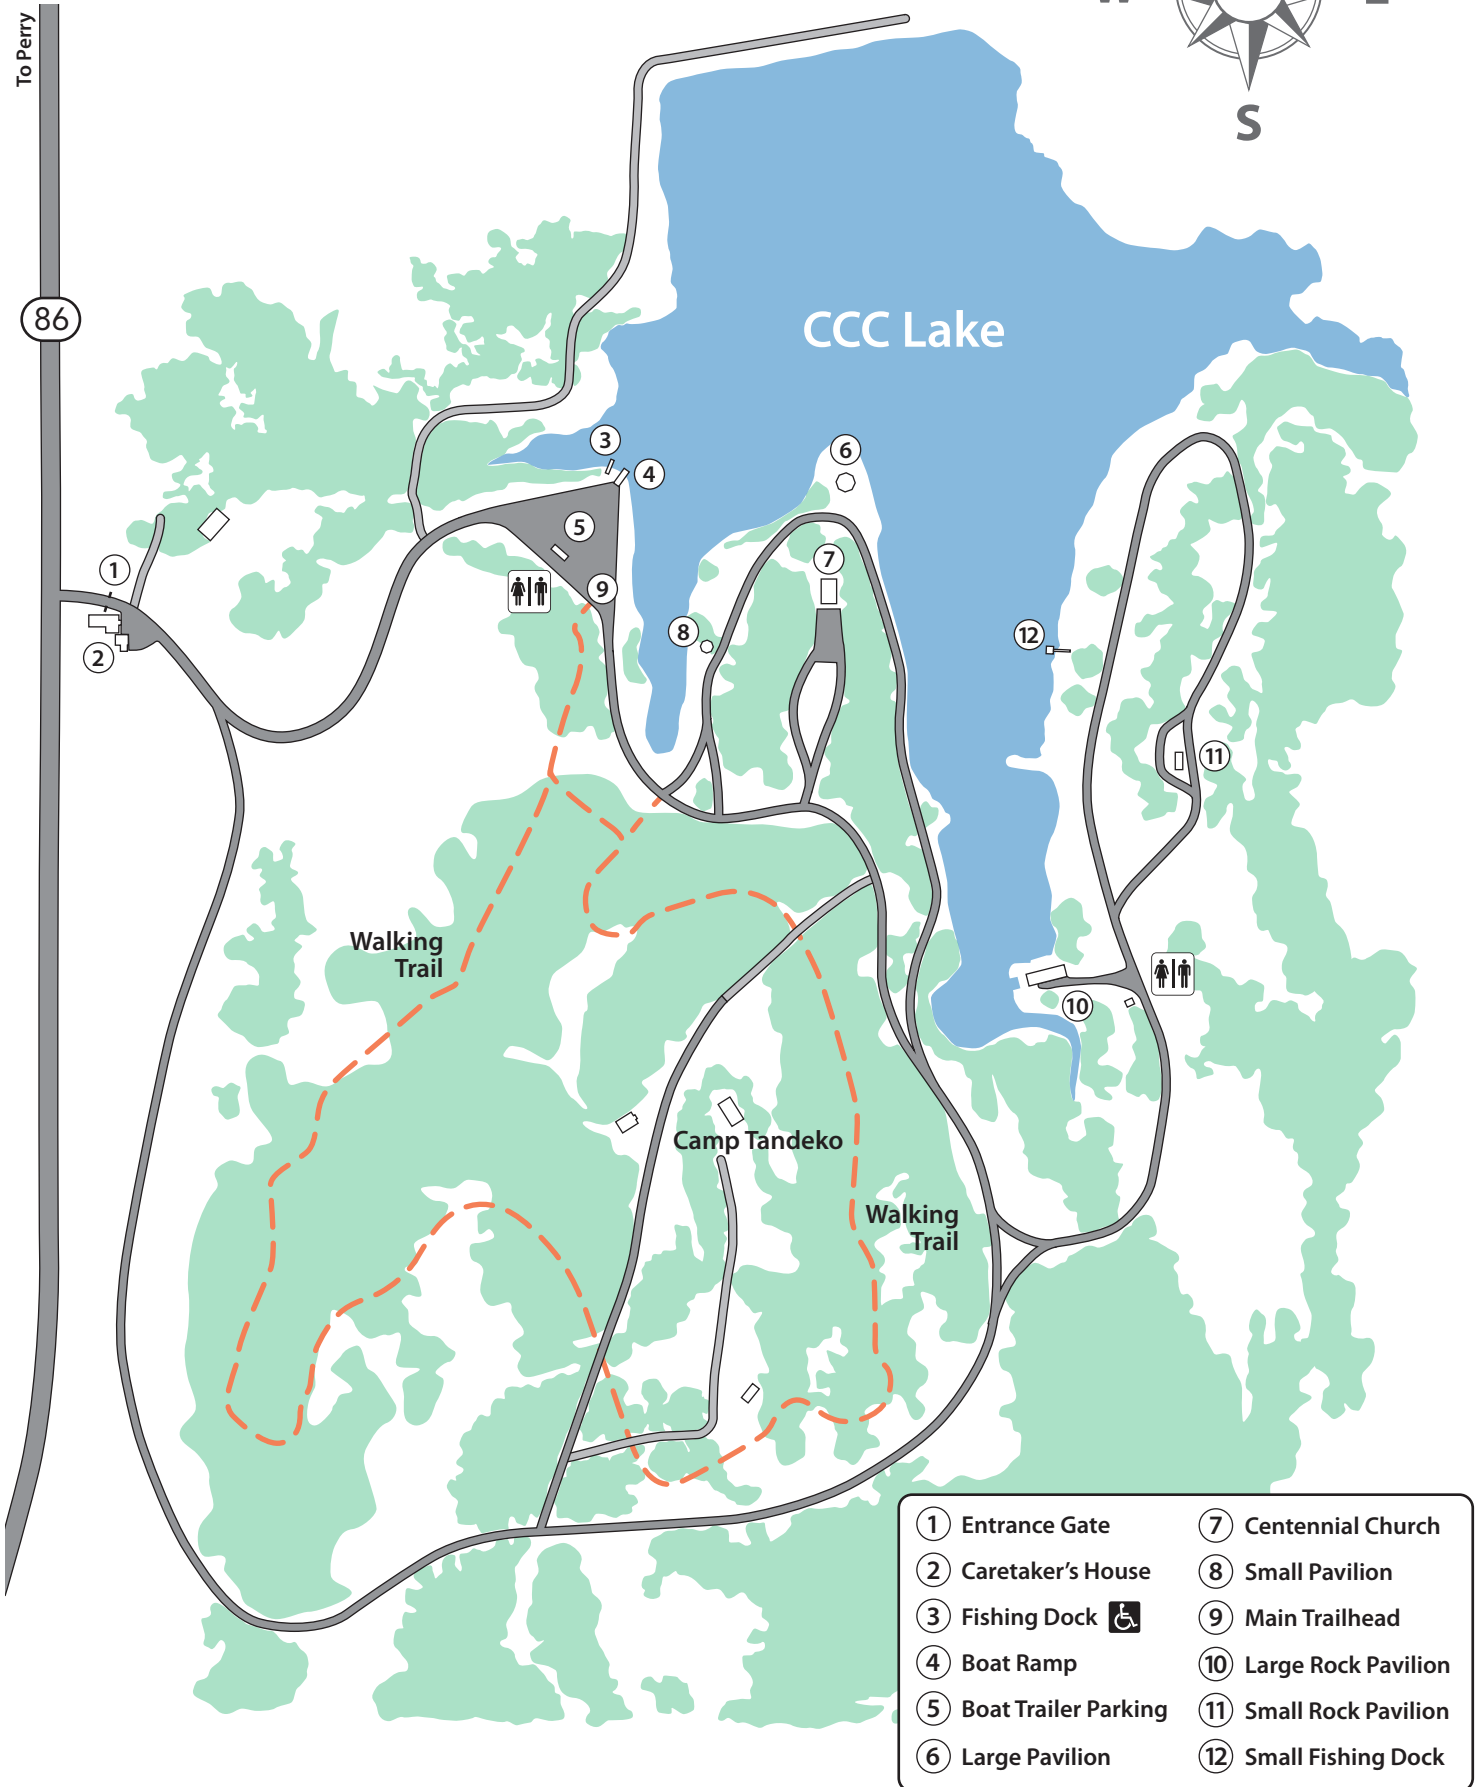 To Perry
W
E
S
86
CCC Lake
3
4
6
5
7
1
9
2
8
12
11
Walking
Trail
10
Camp Tandeko
Walking
Trail
1 Entrance Gate
2 Caretaker's House
3 Fishing Dock
4 Boat Ramp
5 Boat Trailer Parking
6 Large Pavilion
7 Centennial Church
8 Small Pavilion
9 Main Trailhead
10 Large Rock Pavilion
11 Small Rock Pavilion
12 Small Fishing Dock